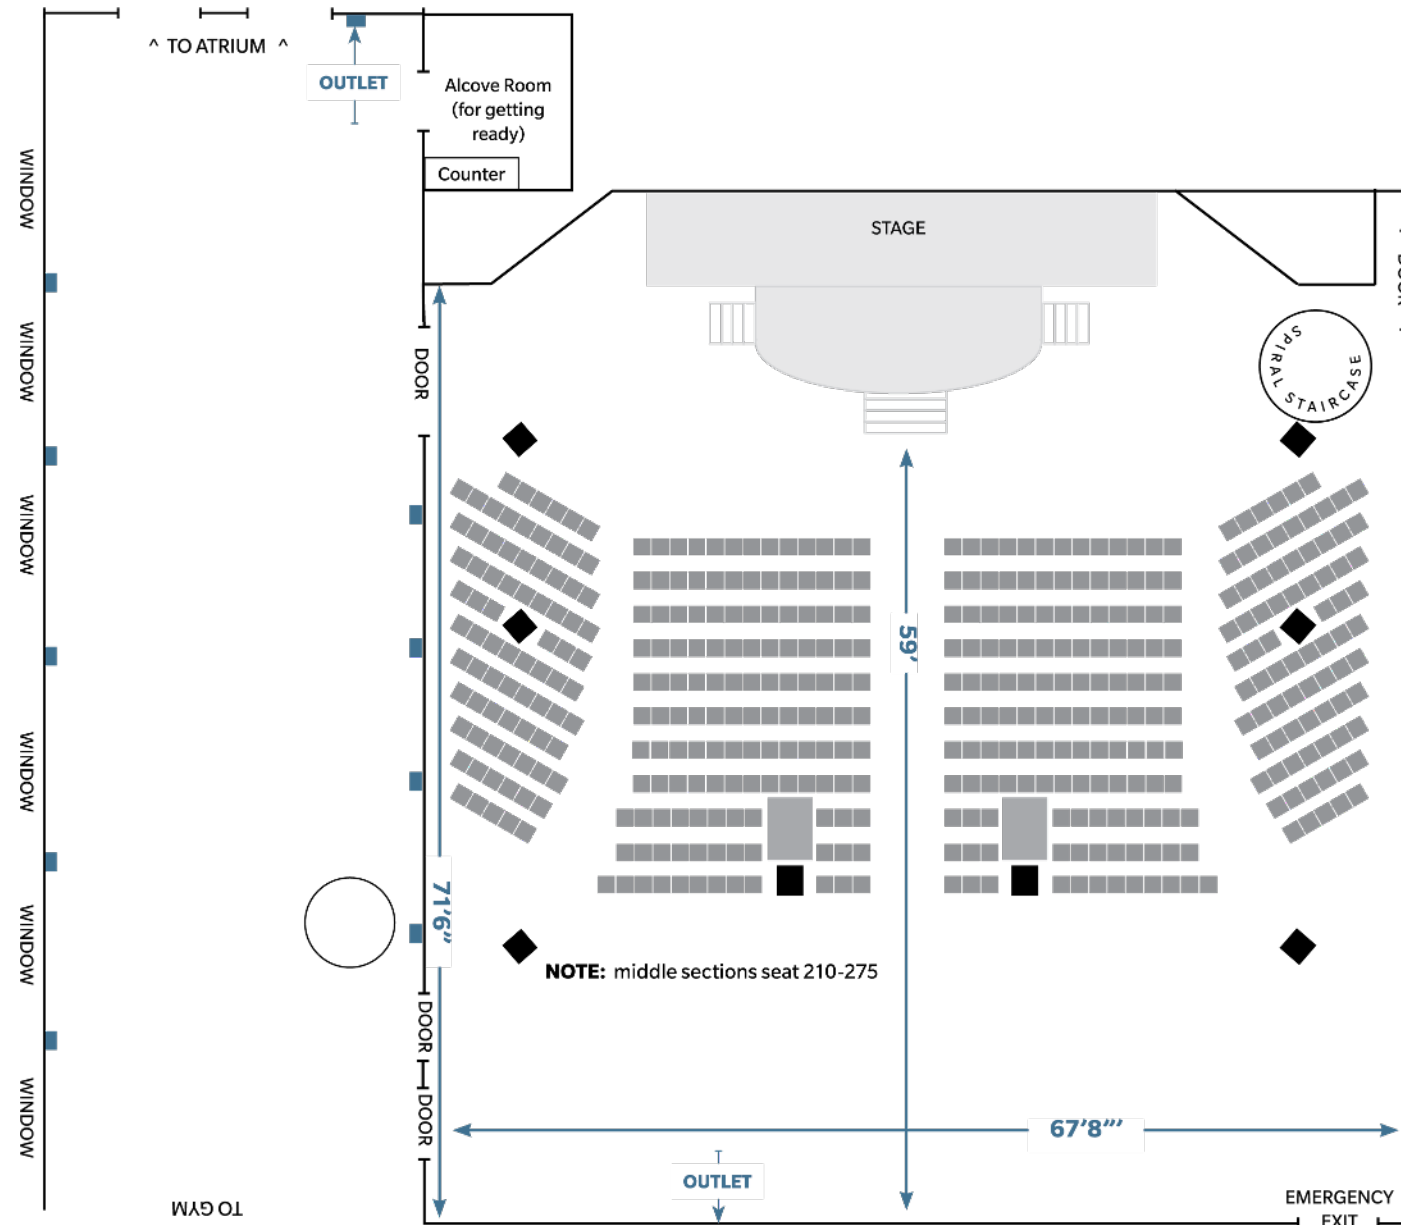 ^ TO ATRIUM ^
OUTLET
Alcove Room
(for getting
ready)
Counter
STAGE
WINDOW
WINDOW
WINDOW
WINDOW
WINDOW
WINDOW
DOOR
SPIRAL STAIRCASE
59’
71’6”
NOTE: middle sections seat 210-275
DOOR
DOOR
67’8”’
OUTLET
TO GYM
EMERGENCY
EXIT